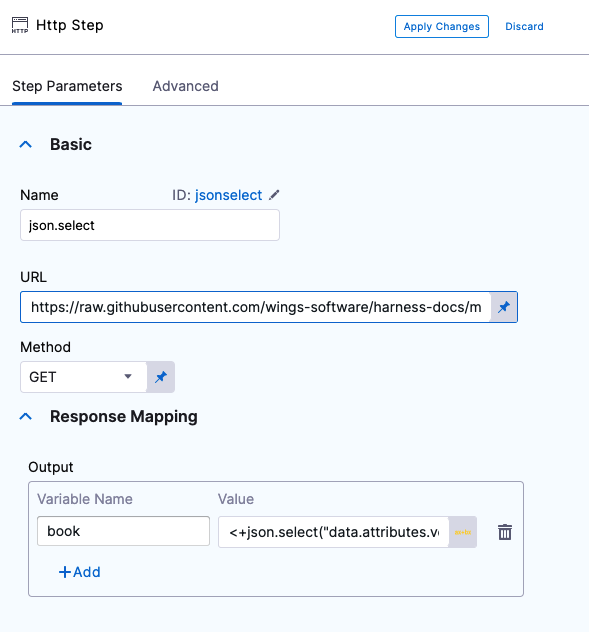 HTTP
Http Step
Apply Changes
Discard
Step Parameters
Advanced
Basic
Name
ID: jsonselect
json.select
URL
https://raw.githubusercontent.com/wings-software/harness-docs/m
Method
GET
Response Mapping
Output
Variable Name
Value
book
<+json.select("data.attributes.ve
+Add